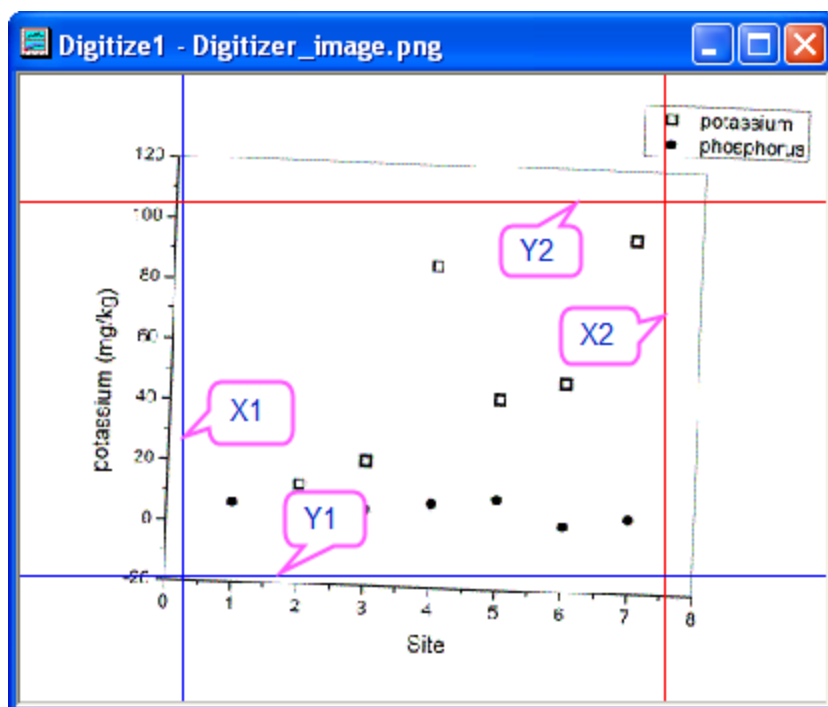 Digitize1 - Digitizer_image.png
potassium
phosphorus
120
100
80
60
40
20
0
-20
potassium (mg/kg)
Y2
X2
X1
Y1
0 1 2 3 4 5 6 7 8
Site